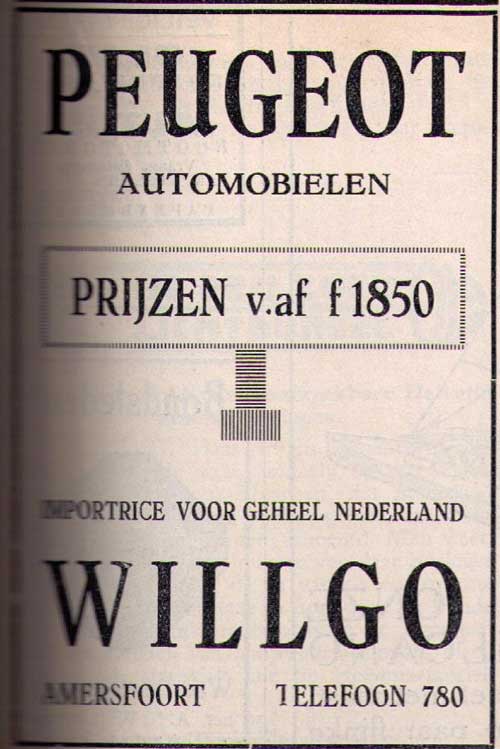 PEUGEOT
AUTOMOBIELEN
PRIJZEN v.af f 1850
IMPORTRICE VOOR GEHEEL NEDERLAND
WILLGO
AMERSFOORT TELEFOON 780